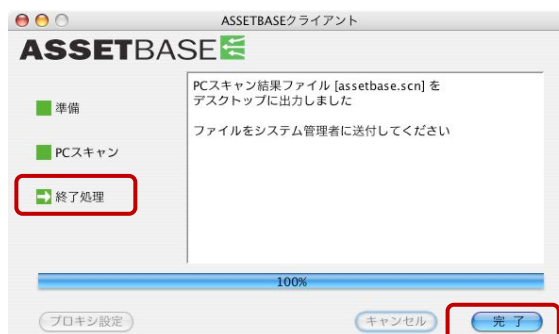 ASSETBASEクライアント
ASSETBASE
準備
PCスキャン
終了処理
PCスキャン結果ファイル [assetbase.scn] を
デスクトップに出力しました
ファイルをシステム管理者に送付してください
100%
プロキシ設定
キャンセル
完了